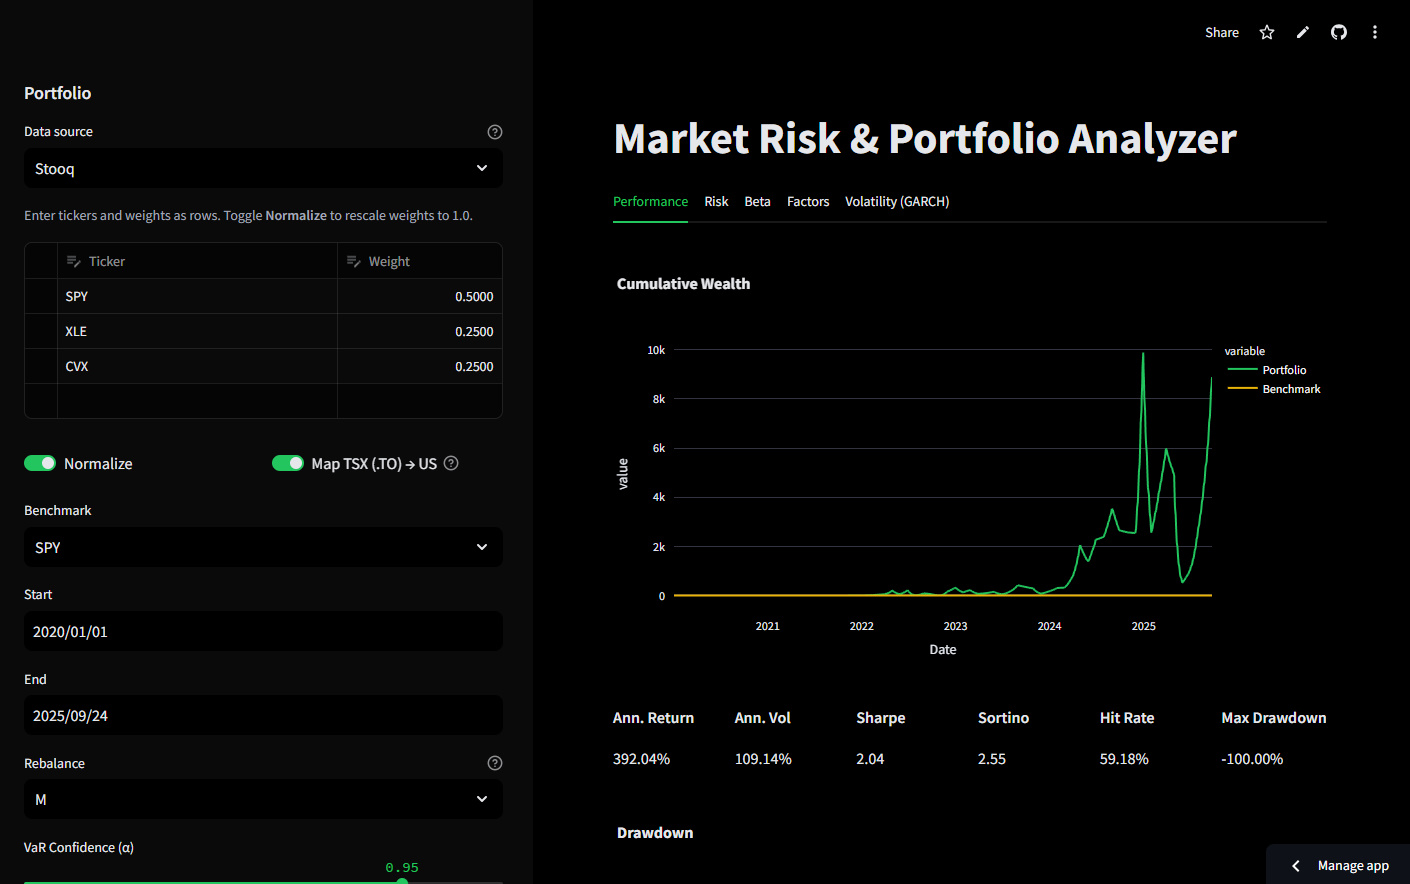 Share
Portfolio
Data source
Stooq
Enter tickers and weights as rows. Toggle Normalize to rescale weights to 1.0.
Ticker Weight
SPY 0.5000
XLE 0.2500
CVX 0.2500
Normalize Map TSX (.TO) → US
Benchmark
SPY
Start
2020/01/01
End
2025/09/24
Rebalance
M
VaR Confidence (α)
0.95
Market Risk & Portfolio Analyzer
Performance Risk Beta Factors Volatility (GARCH)
Cumulative Wealth
10k
8k
6k
4k
2k
0
value
2021 2022 2023 2024 2025
Date
variable
Portfolio
Benchmark
Ann. Return Ann. Vol Sharpe Sortino Hit Rate Max Drawdown
392.04% 109.14% 2.04 2.55 59.18% -100.00%
Drawdown
Manage app